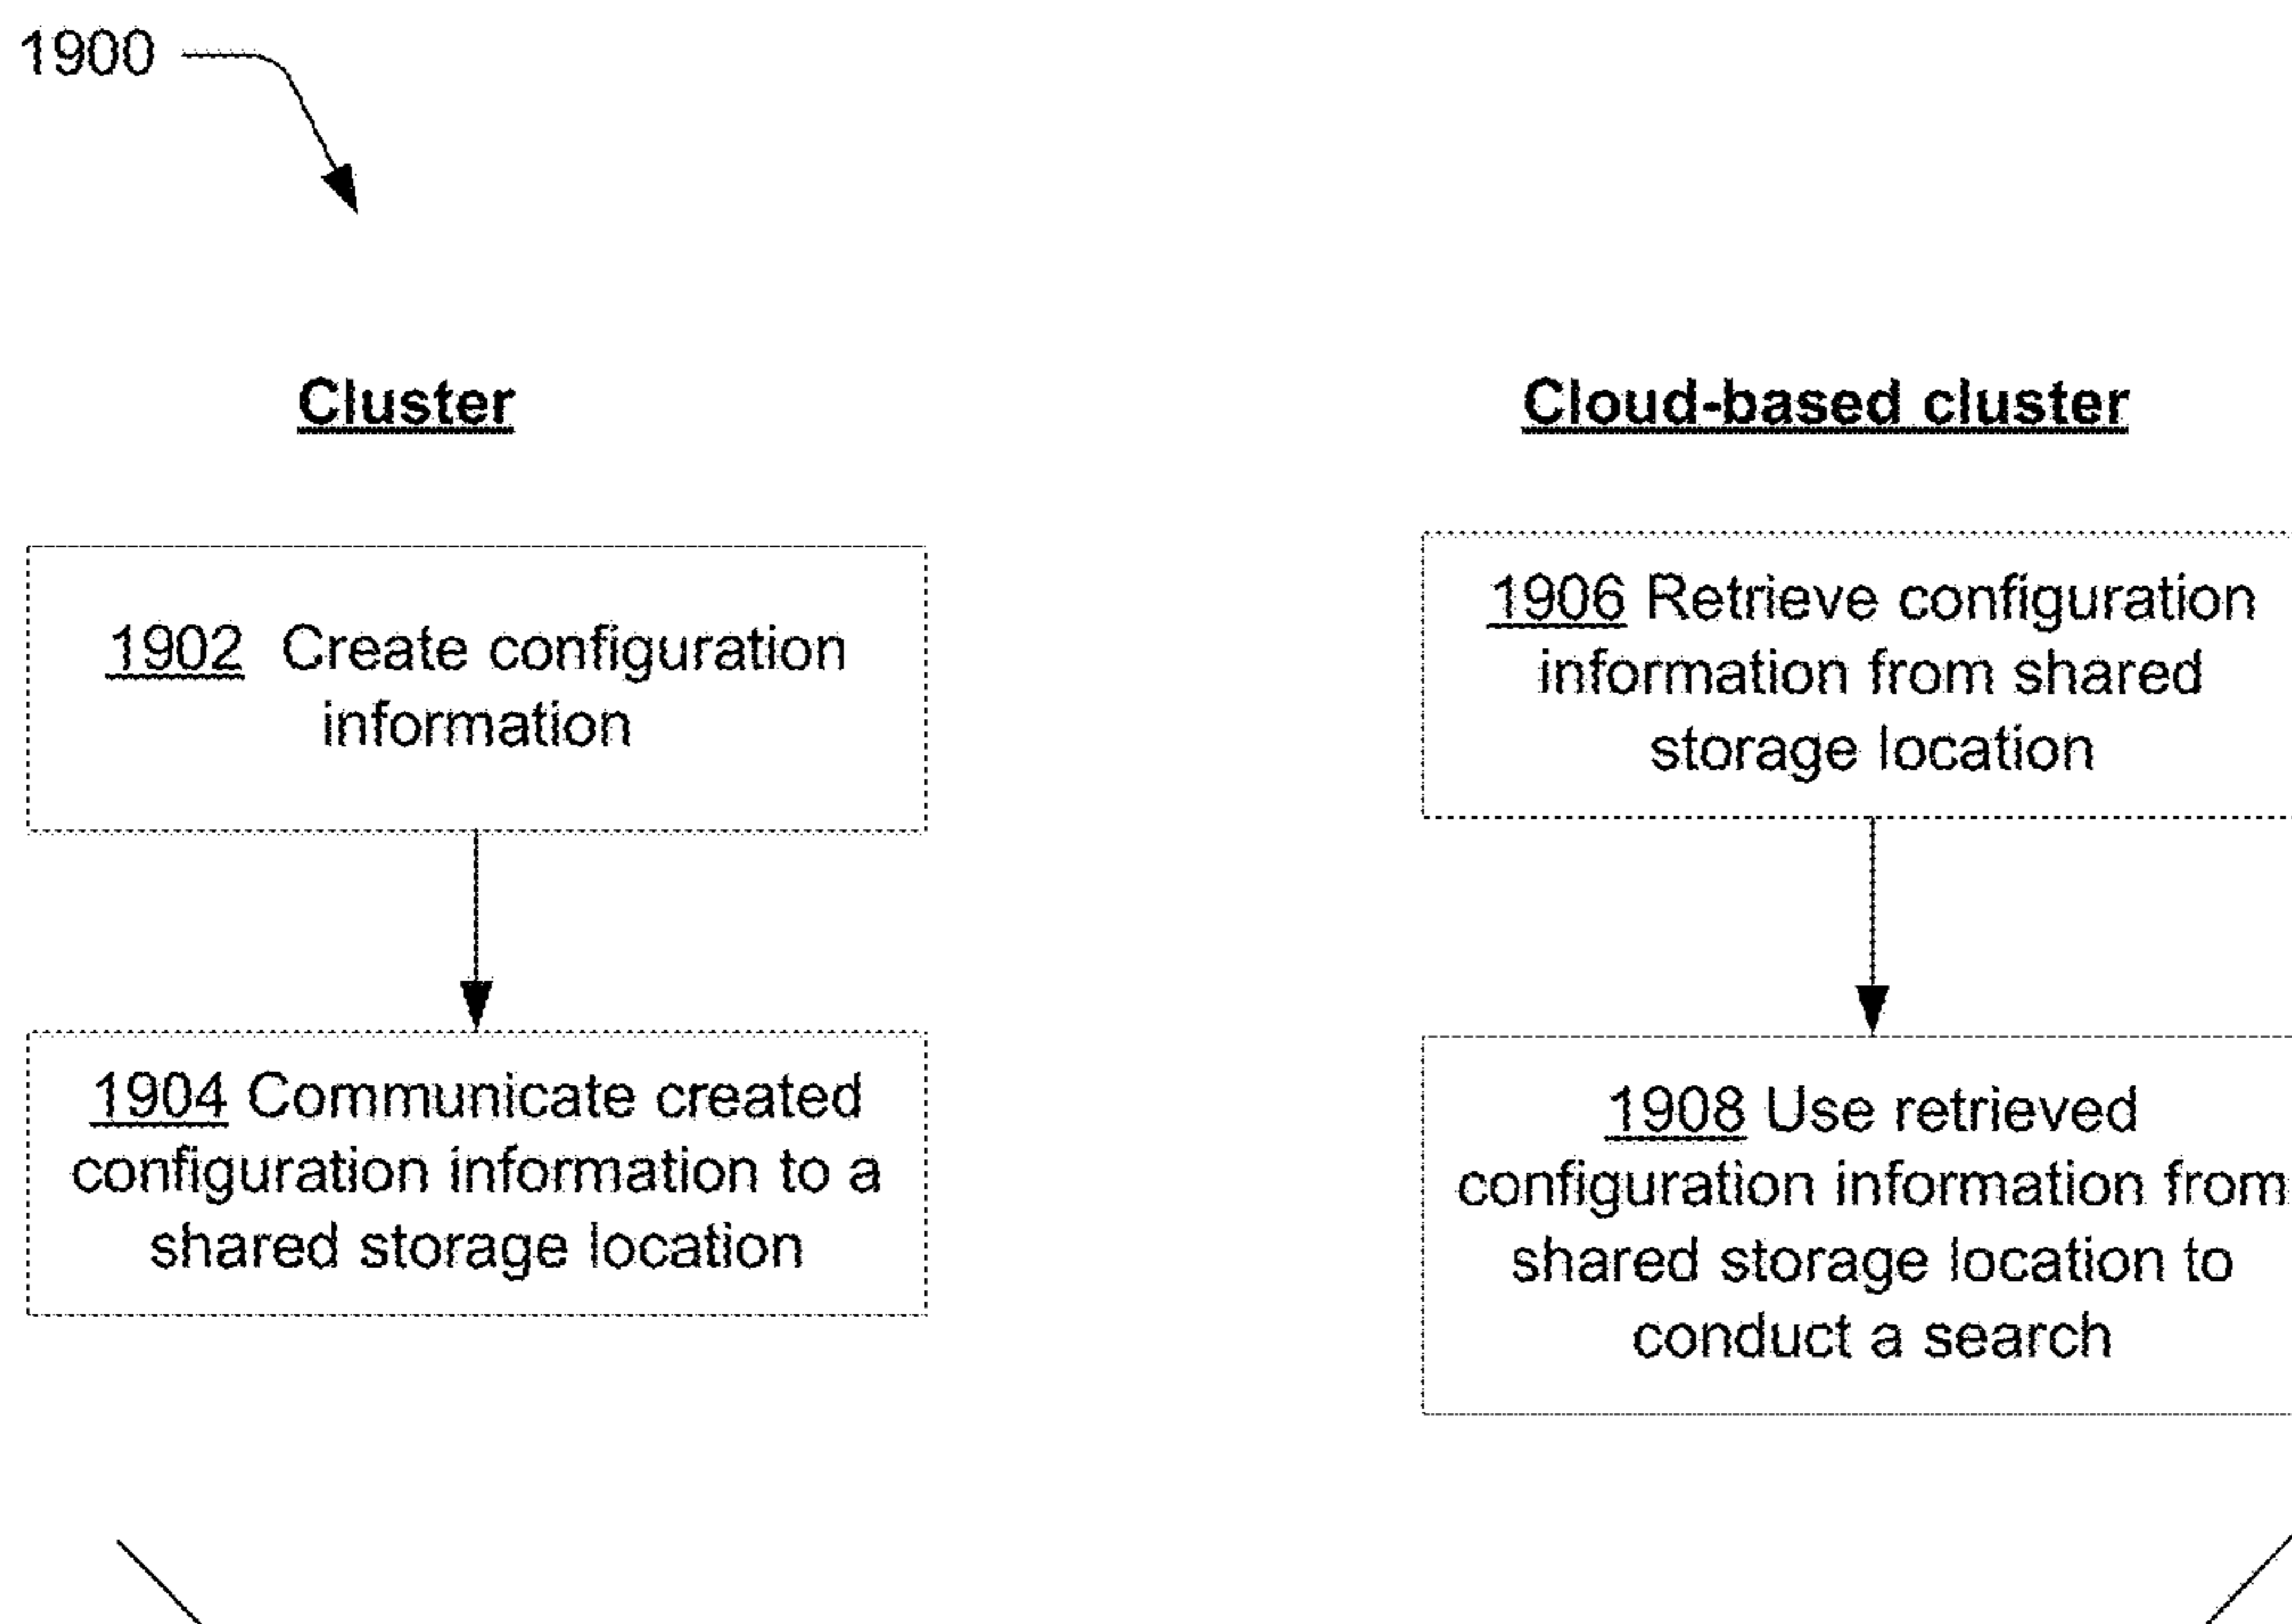 1900
Cluster
1902 Create configuration
information
1904 Communicate created
configuration information to a
shared storage location
Cloud-based cluster
1906 Retrieve configuration
information from shared
storage location
1908 Use retrieved
configuration information from
shared storage location to
conduct a search